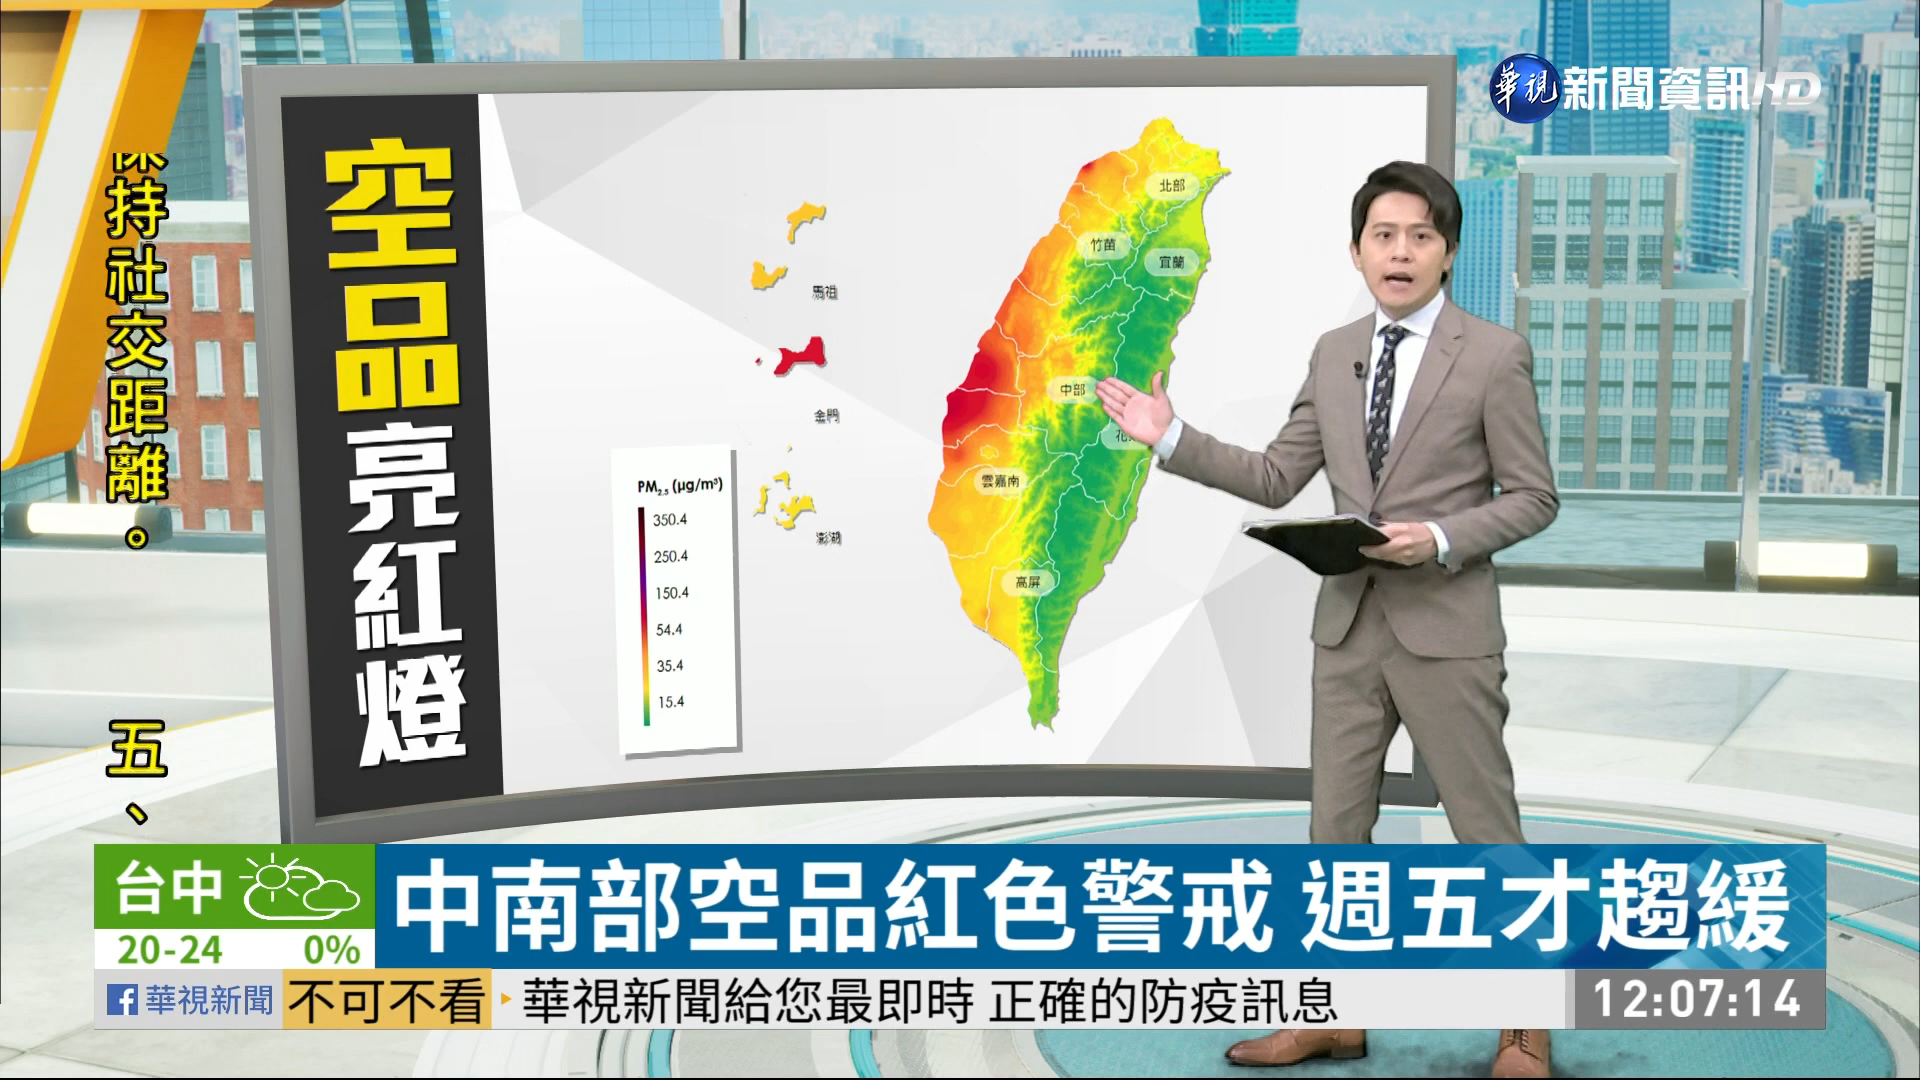 華視 新聞資訊HD
保持社交距離。
五、
空品亮紅燈
北部
竹苗
宜蘭
馬祖
中部
金門
雲嘉南
澎湖
高屏
PM2.5 (μg/m³)
350.4
250.4
150.4
54.4
35.4
15.4
台中
20-24 0%
中南部空品紅色警戒 週五才趨緩
華視新聞 不可不看 華視新聞給您最即時 正確的防疫訊息
12:07:14